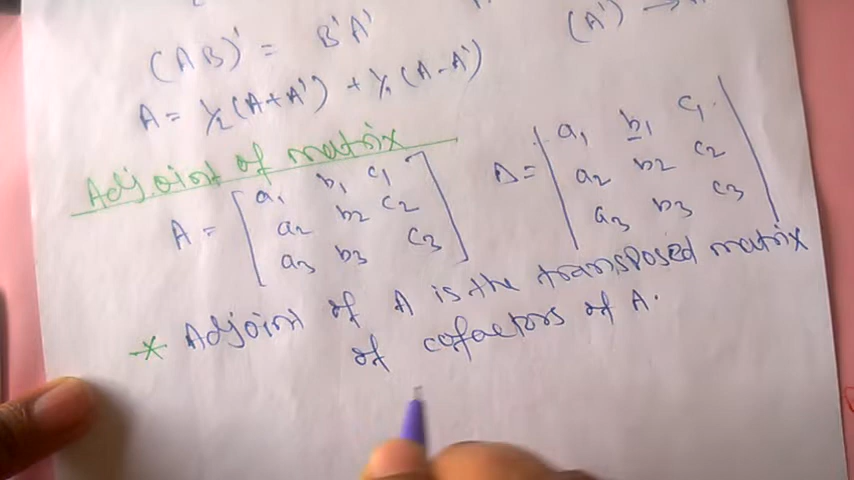 (AB)' = B'A'
(A') →
A = 1/2 (A+A') + 1/2 (A-A')
Adjoint of matrix
A = [ a1 b1 c1
a2 b2 c2
a3 b3 c3 ]
Δ = | a1 b1 c1
a2 b2 c2
a3 b3 c3 |
* Adjoint of A is the transposed matrix
of cofactors of A.